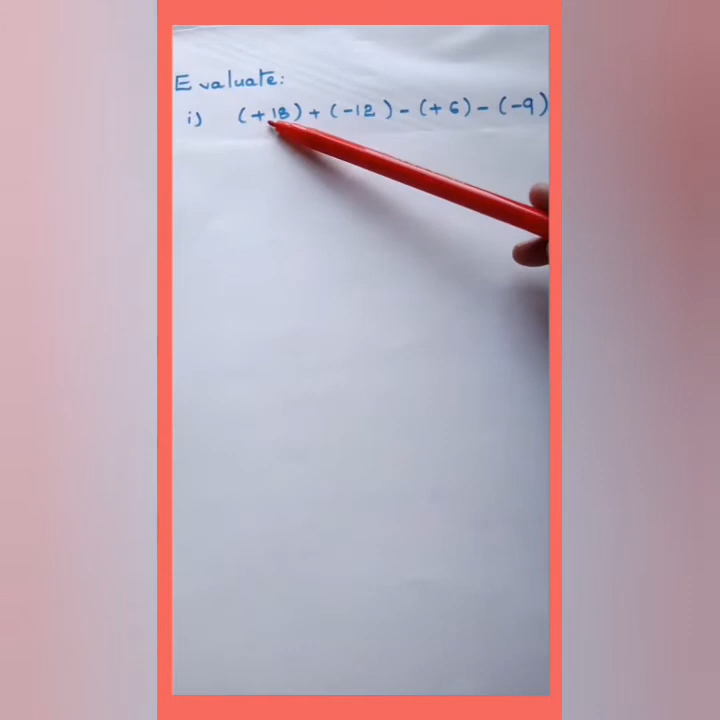 Evaluate:
i) (+18) + (-12) - (+6) - (-9)